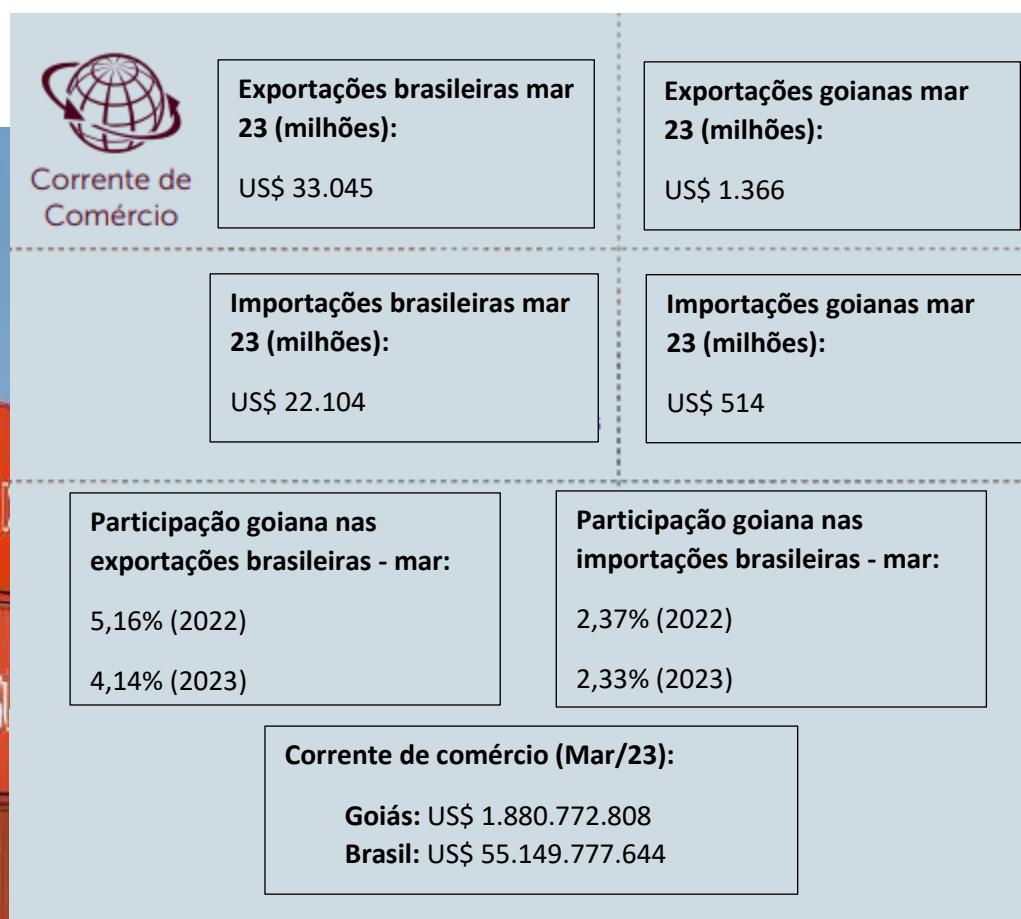 Corrente de
Comércio
Exportações brasileiras mar
23 (milhões):
US$ 33.045
Exportações goianas mar
23 (milhões):
US$ 1.366
Importações brasileiras mar
23 (milhões):
US$ 22.104
Importações goianas mar
23 (milhões):
US$ 514
Participação goiana nas
exportações brasileiras - mar:
5,16% (2022)
4,14% (2023)
Participação goiana nas
importações brasileiras - mar:
2,37% (2022)
2,33% (2023)
Corrente de comércio (Mar/23):
Goiás: US$ 1.880.772.808
Brasil: US$ 55.149.777.644